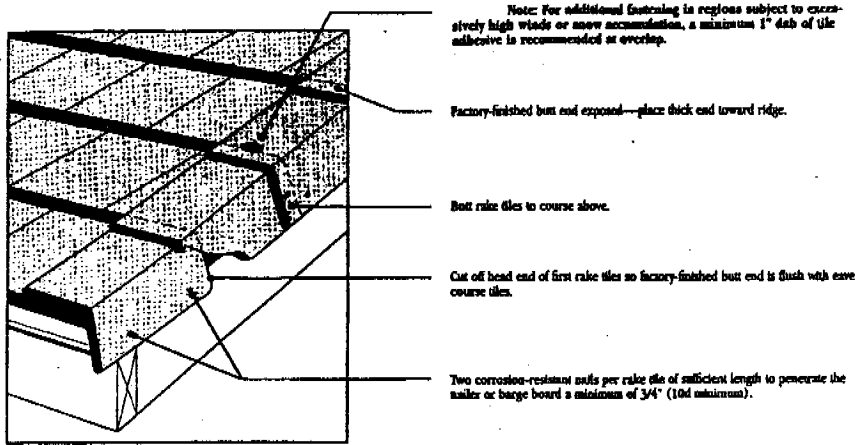 Note: For additional fastening in regions subject to exces-
sively high winds or snow accumulation, a minimum 1" dab of tile
adhesive is recommended at overlap.
Factory-finished butt end exposed—place thick end toward ridge.
Butt rake tiles to course above.
Cut off head end of first rake tiles so factory-finished butt end is flush with eave
course tiles.
Two corrosion-resistant nails per rake tile of sufficient length to penetrate the
nailer or barge board a minimum of 3/4" (10d minimum).